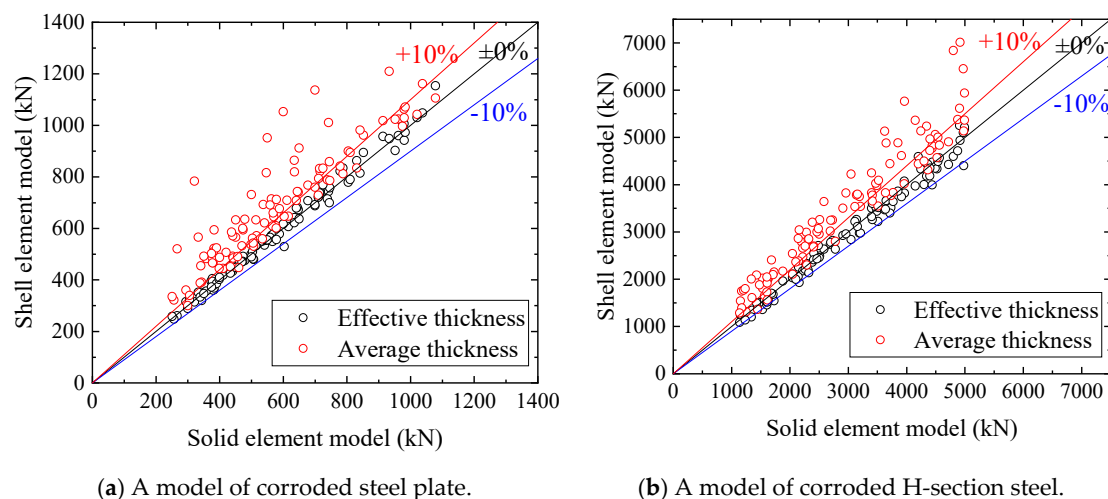 1400
1200
1000
800
600
400
200
0
Shell element model (kN)
+10%
±0%
-10%
Effective thickness
Average thickness
0 200 400 600 800 1000 1200 1400
Solid element model (kN)
(a) A model of corroded steel plate.
7000
6000
5000
4000
3000
2000
1000
0
Shell element model (kN)
+10%
±0%
-10%
Effective thickness
Average thickness
0 1000 2000 3000 4000 5000 6000 7000
Solid element model (kN)
(b) A model of corroded H-section steel.